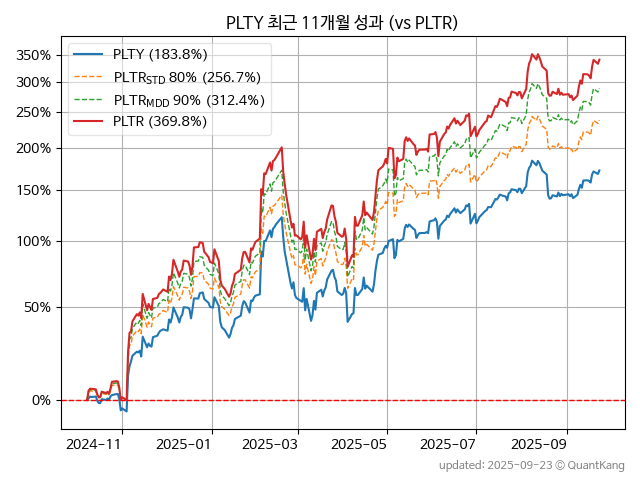 PLTY 최근 11개월 성과 (vs PLTR)
PLTY (183.8%)
PLTR_STD 80% (256.7%)
PLTR_MDD 90% (312.4%)
PLTR (369.8%)
350%
300%
250%
200%
150%
100%
50%
0%
2024-11 2025-01 2025-03 2025-05 2025-07 2025-09
updated: 2025-09-23 © QuantKang